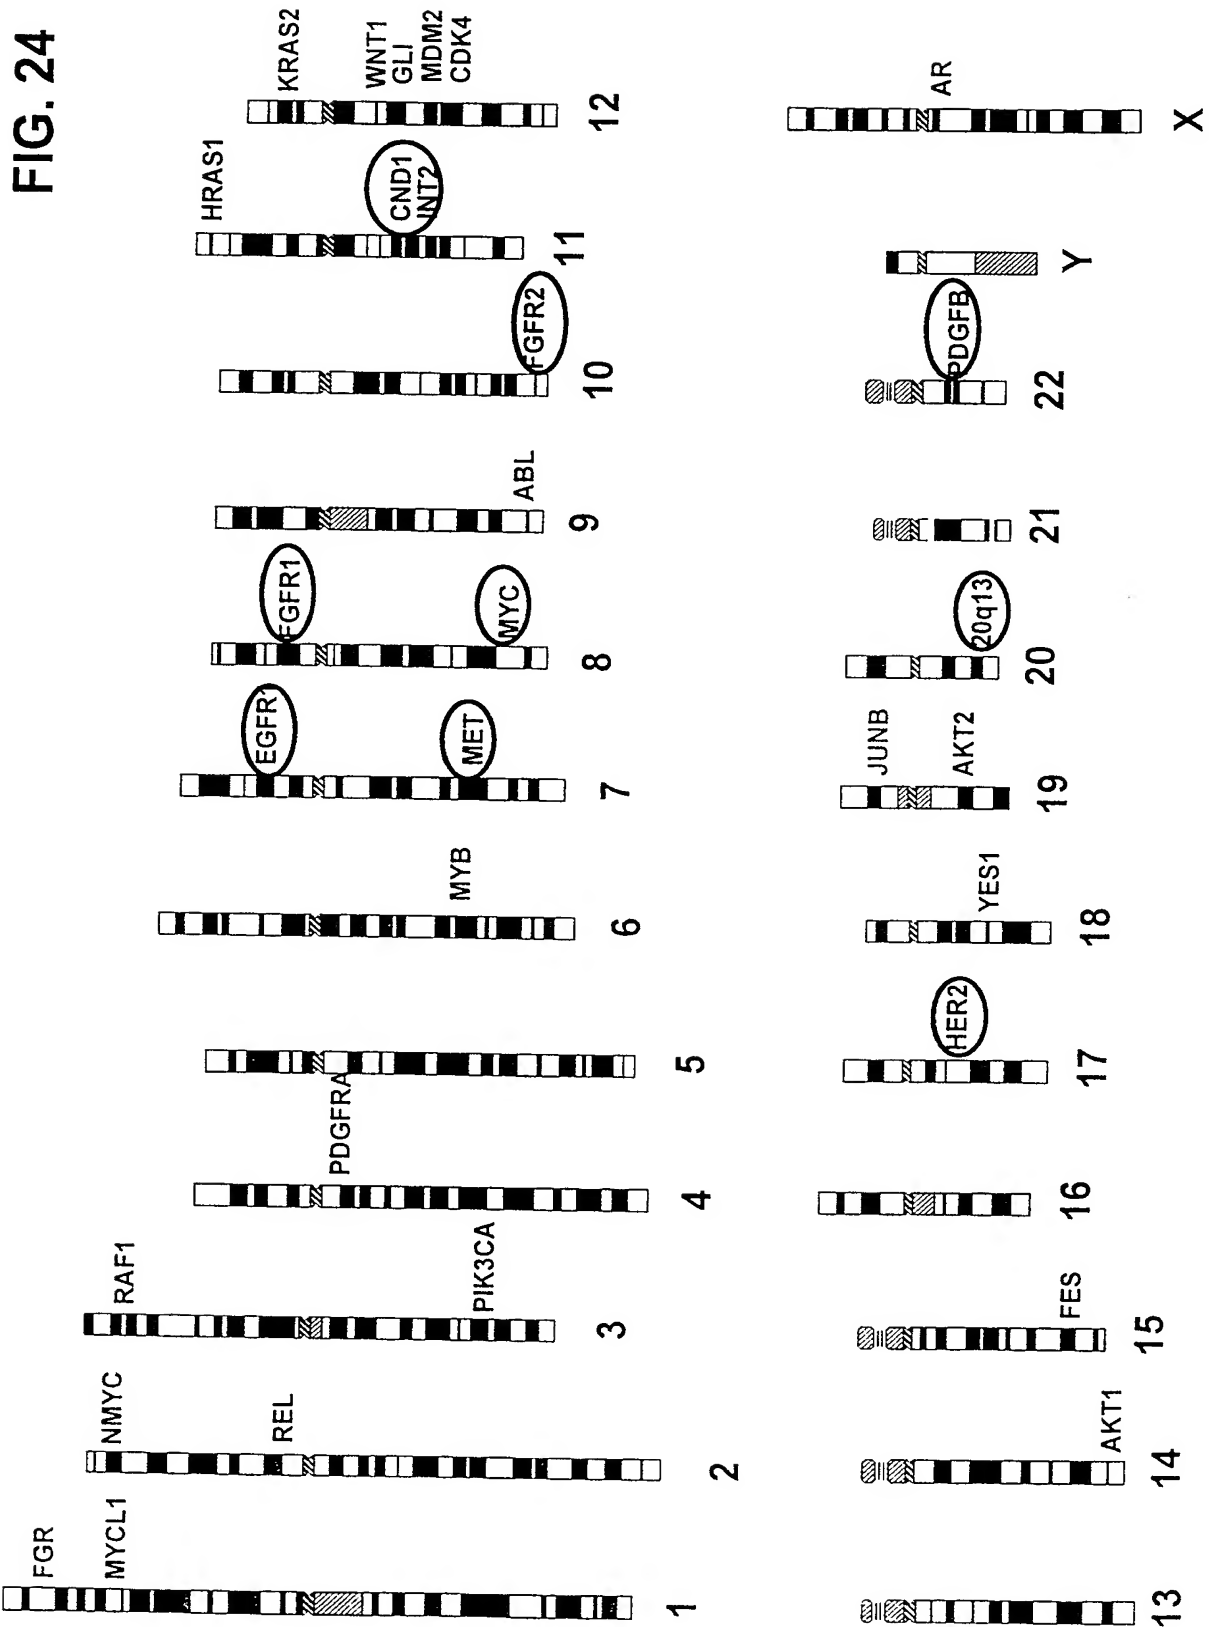 FIG. 24
FGR
MYCL1
1
NMYC
REL
2
RAF1
PIK3CA
3
PDGFRA
4
5
MYB
6
EGFR1
MET
7
FGFR1
MYC
8
ABL
9
FGFR2
10
HRAS1
CND1
INT2
11
KRAS2
WNT1
GLI
MDM2
CDK4
12
13
AKT1
14
FES
15
16
HER2
17
YES1
18
JUNB
AKT2
19
20q13
20
21
PDGFB
22
Y
AR
X